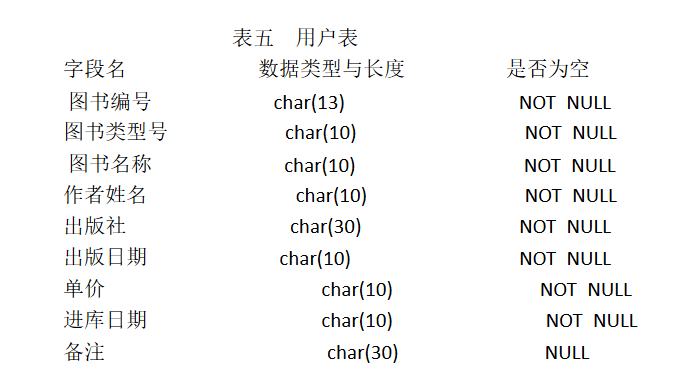 表五 用户表
字段名 数据类型与长度 是否为空
图书编号 char(13) NOT NULL
图书类型号 char(10) NOT NULL
图书名称 char(10) NOT NULL
作者姓名 char(10) NOT NULL
出版社 char(30) NOT NULL
出版日期 char(10) NOT NULL
单价 char(10) NOT NULL
进库日期 char(10) NOT NULL
备注 char(30) NULL